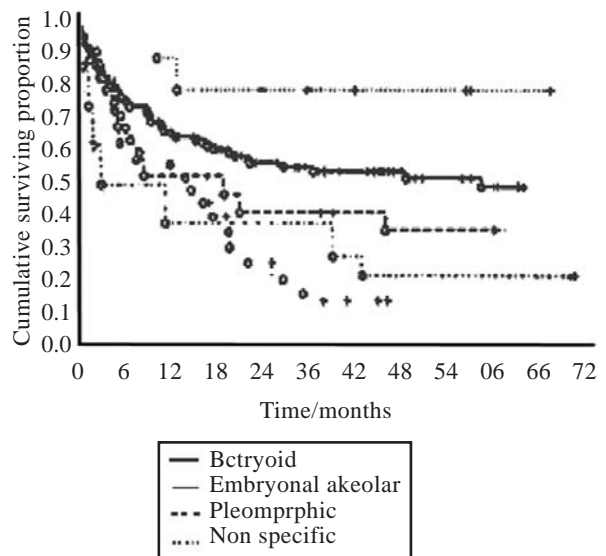 Cumulative surviving proportion
1.0
0.9
0.8
0.7
0.6
0.5
0.4
0.3
0.2
0.1
0.0
0 6 12 18 24 30 36 42 48 54 06 66 72
Time/months
Bctryoid
Embryonal akeolar
Pleomprphic
Non specific